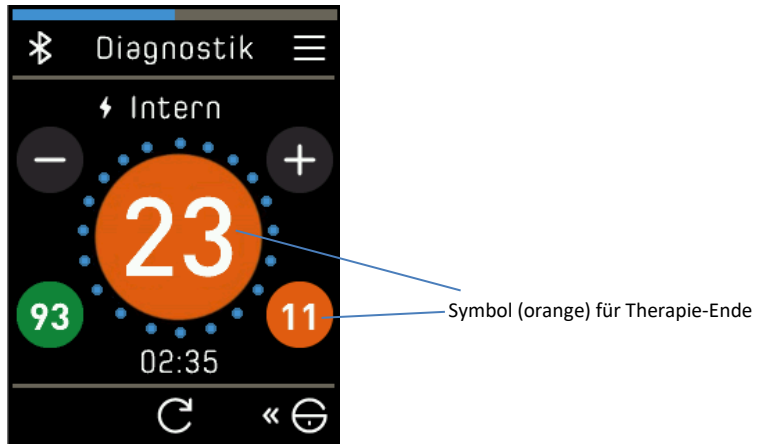 Diagnostik
Intern
23
93
11
Symbol (orange) für Therapie-Ende
02:35
«